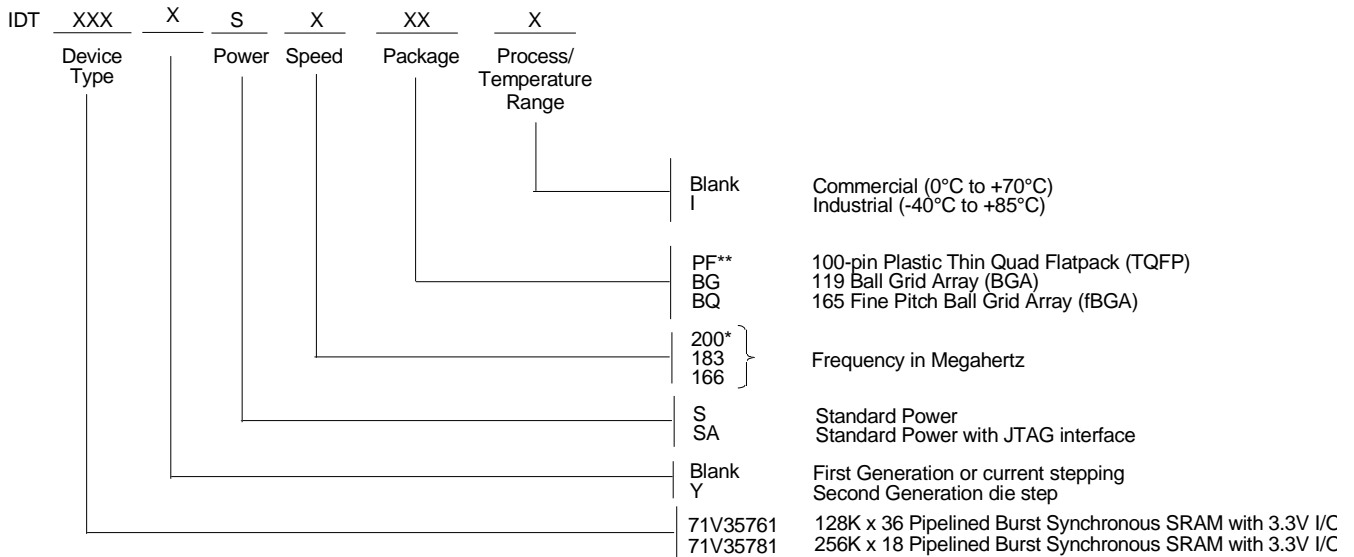 IDT XXX X S X XX X
Device Type Power Speed Package Process/ Temperature Range
Blank Commercial (0°C to +70°C)
I Industrial (-40°C to +85°C)
PF** 100-pin Plastic Thin Quad Flatpack (TQFP)
BG 119 Ball Grid Array (BGA)
BQ 165 Fine Pitch Ball Grid Array (fBGA)
200*
183 Frequency in Megahertz
166
S Standard Power
SA Standard Power with JTAG interface
Blank First Generation or current stepping
Y Second Generation die step
71V35761 128K x 36 Pipelined Burst Synchronous SRAM with 3.3V I/O
71V35781 256K x 18 Pipelined Burst Synchronous SRAM with 3.3V I/O